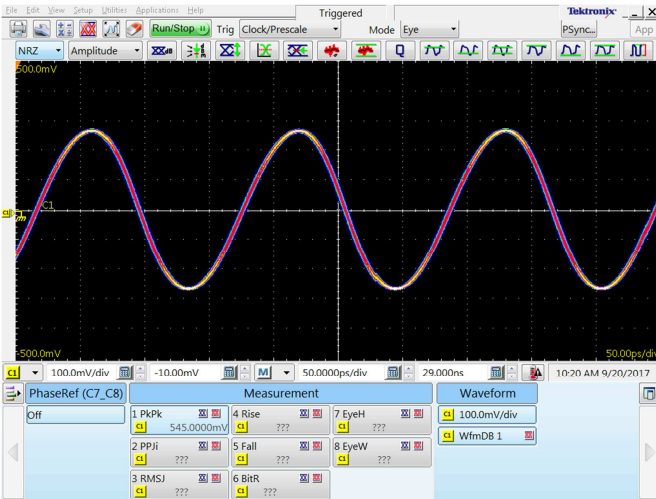 File Edit View Setup Utilities Applications Help Triggered Tektronix
Run/Stop Trig Clock/Prescale Mode Eye PSync... App
NRZ Amplitude
500.0mV
C1
C1
-500.0mV 50.00ps/di
C1 100.0mV/div -10.00mV M 50.0000ps/div 29.000ns 10:20 AM 9/20/2017
PhaseRef (C7_C8) Measurement Waveform
Off 1 PkPk 4 Rise 7 EyeH C1 100.0mV/div
C1 545.0000mV C1 ??? C1 ???
2 PPJi 5 Fall 8 EyeW C1 WfmDB 1
C1 ??? C1 ??? C1 ???
3 RMSJ 6 BitR
C1 ??? C1 ???